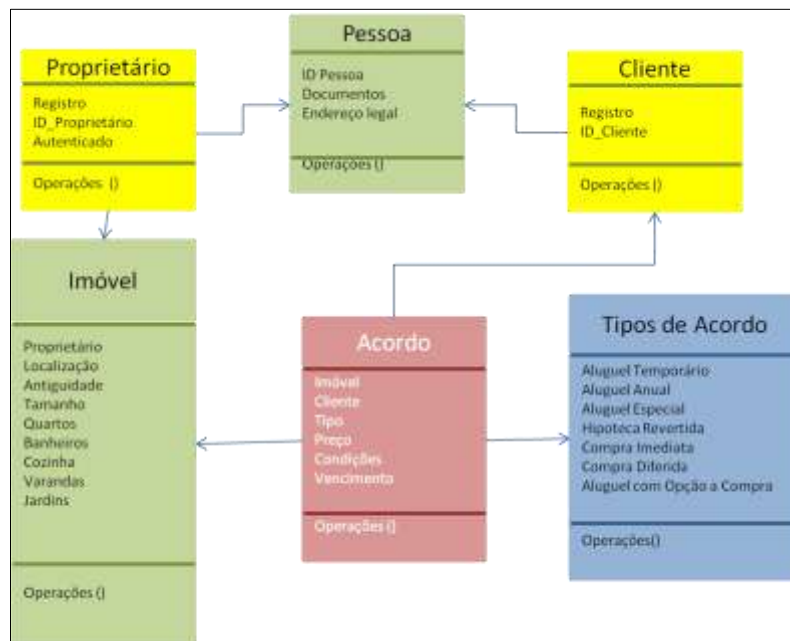 Pessoa
ID Pessoa
Documentos
Endereço legal
Operações ()
Proprietário
Registro
ID_Proprietário
Autenticado
Operações ()
Cliente
Registro
ID_Cliente
Operações ()
Imóvel
Proprietário
Localização
Antiguidade
Tamanho
Quartos
Banheiros
Cozinha
Varandas
Jardins
Operações ()
Acordo
Imóvel
Cliente
Tipo
Preço
Condições
Vencimento
Operações ()
Tipos de Acordo
Aluguel Temporário
Aluguel Anual
Aluguel Especial
Hipoteca Revertida
Compra Imediata
Compra Diferida
Aluguel com Opção a Compra
Operações()